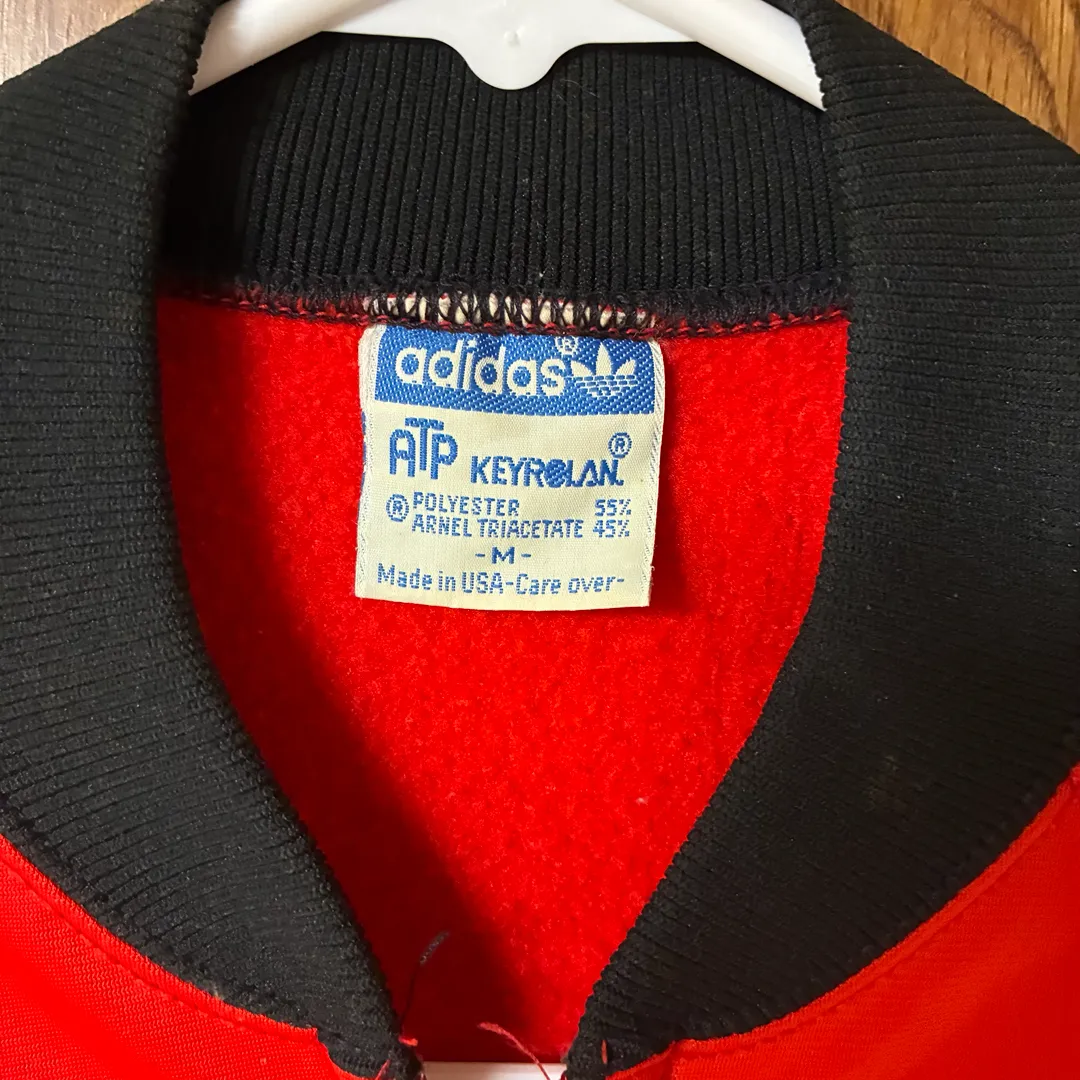 adidas®
ATP KEYROLAN.®
® POLYESTER 55%
ARNEL TRIACETATE 45%
- M -
Made in USA-Care over-